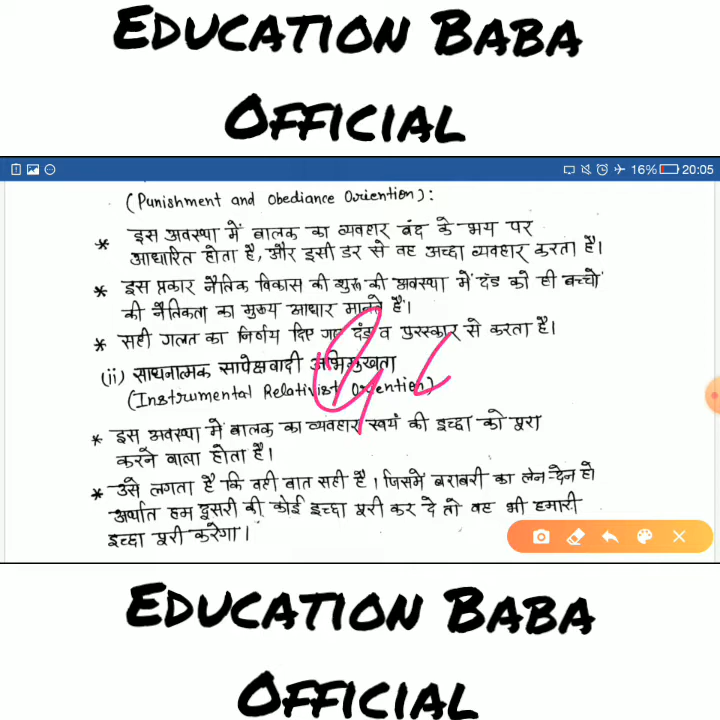 EDUCATION BABA
OFFICIAL
16% 20:05
(Punishment and Obediance Oriention):
* इस अवस्था में बालक का व्यवहार दंड के भय पर
आधारित होता है, और इसी डर से वह अच्छा व्यवहार करता है।
* इस प्रकार नैतिक विकास की शुरू की अवस्था में दंड को ही बच्चों
की नैतिकता का मुख्य आधार मानते हैं।
* सही गलत का निर्णय दिए गए दंड व पुरस्कार से करता है।
(ii) साधनात्मक सापेक्षवादी अभिमुखता
(Instrumental Relativist Oriention)
* इस अवस्था में बालक का व्यवहार स्वयं की इच्छा को पूरा
करने वाला होता है।
* उसे लगता है कि वही बात सही है। जिसमें बराबरी का लेन देन हो
अर्थात हम दूसरी की कोई इच्छा पूरी कर दे तो वह भी हमारी
इच्छा पूरी करेगा।
EDUCATION BABA
OFFICIAL